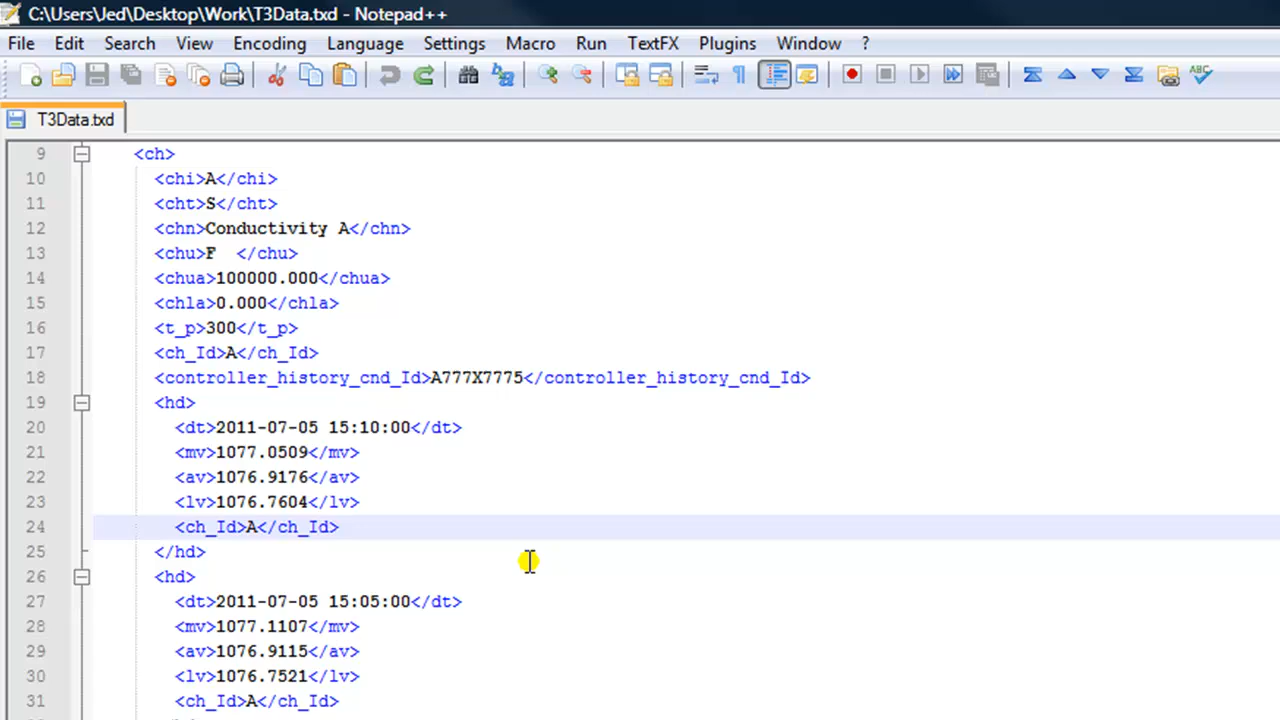 C:\Users\Jed\Desktop\Work\T3Data.txd - Notepad++
File Edit Search View Encoding Language Settings Macro Run TextFX Plugins Window ?
ABC
T3Data.txd
9 <ch>
10 <chi>A</chi>
11 <cht>S</cht>
12 <chn>Conductivity A</chn>
13 <chu>F  </chu>
14 <chua>100000.000</chua>
15 <chla>0.000</chla>
16 <t_p>300</t_p>
17 <ch_Id>A</ch_Id>
18 <controller_history_cnd_Id>A777X7775</controller_history_cnd_Id>
19 <hd>
20 <dt>2011-07-05 15:10:00</dt>
21 <mv>1077.0509</mv>
22 <av>1076.9176</av>
23 <lv>1076.7604</lv>
24 <ch_Id>A</ch_Id>
25 </hd>
26 <hd>
27 <dt>2011-07-05 15:05:00</dt>
28 <mv>1077.1107</mv>
29 <av>1076.9115</av>
30 <lv>1076.7521</lv>
31 <ch_Id>A</ch_Id>